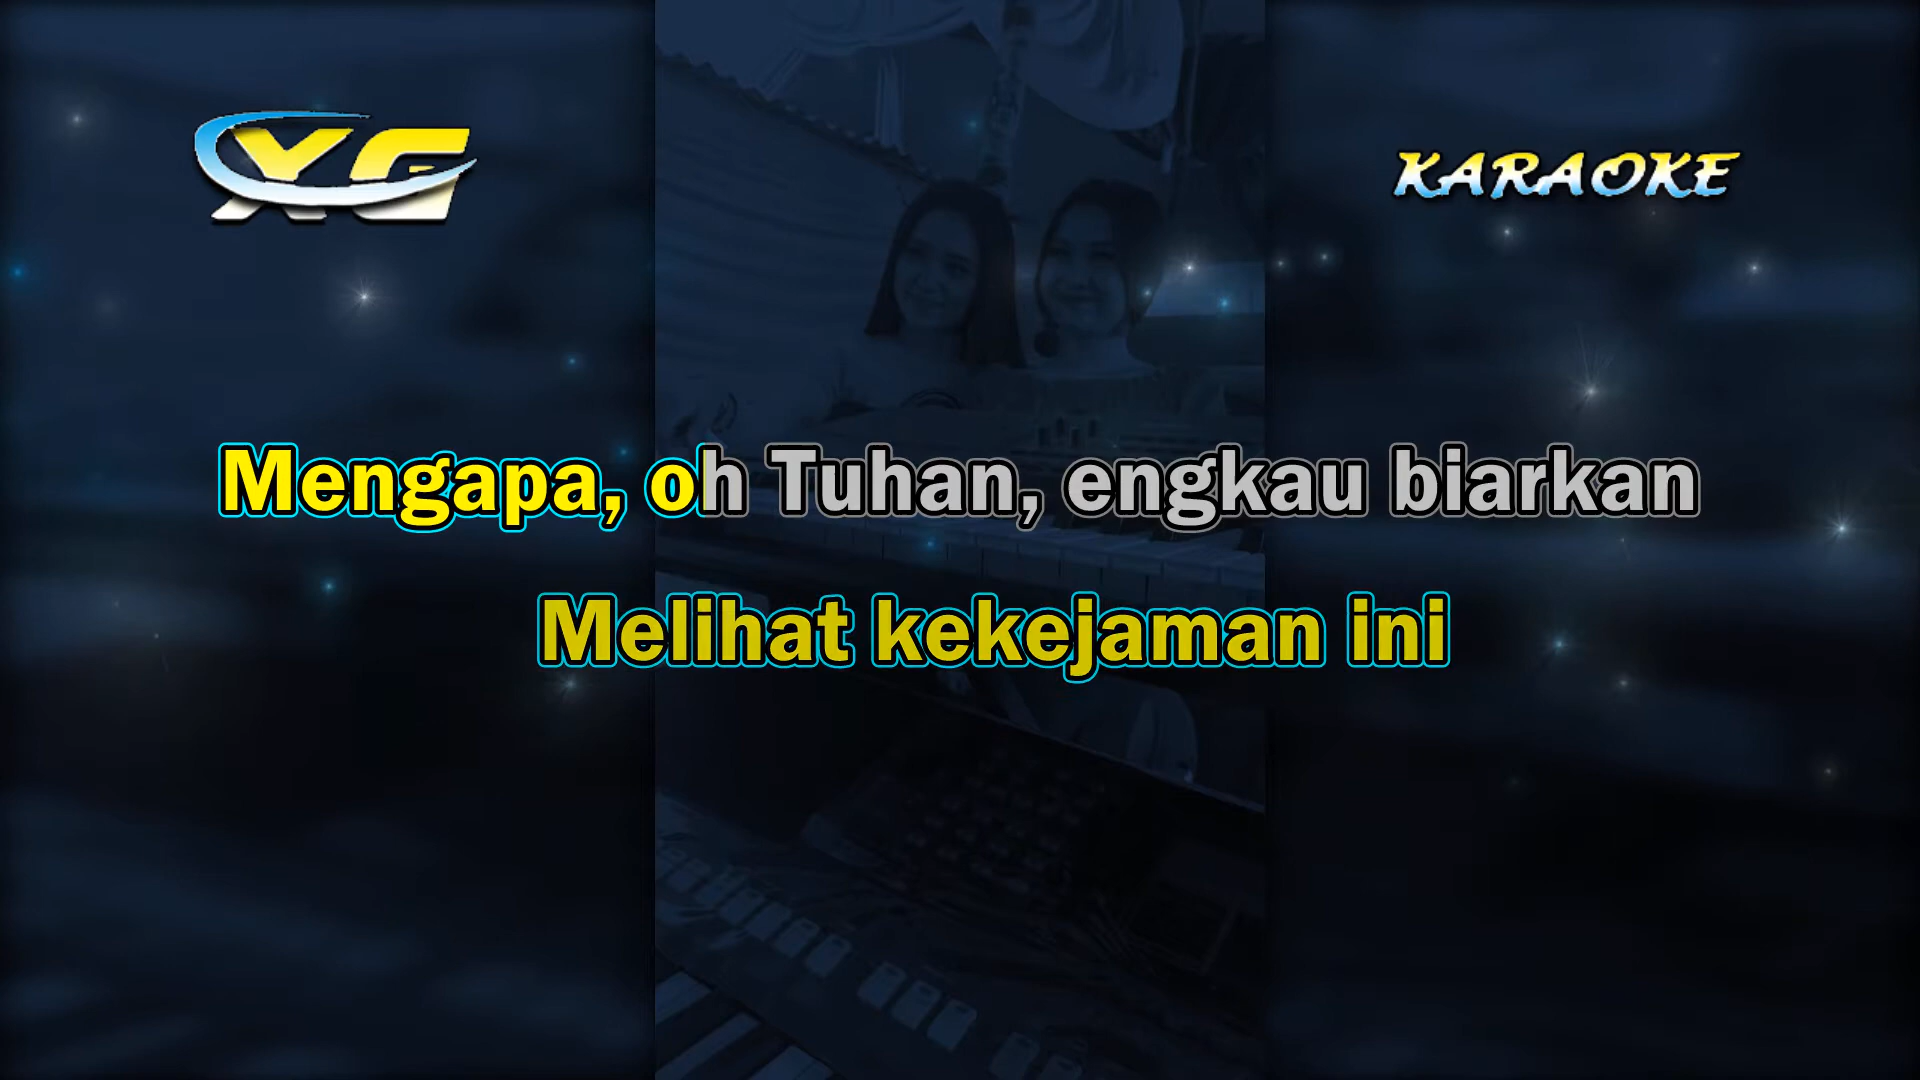 XG
KARAOKE
Mengapa, oh Tuhan, engkau biarkan
Melihat kekejaman ini